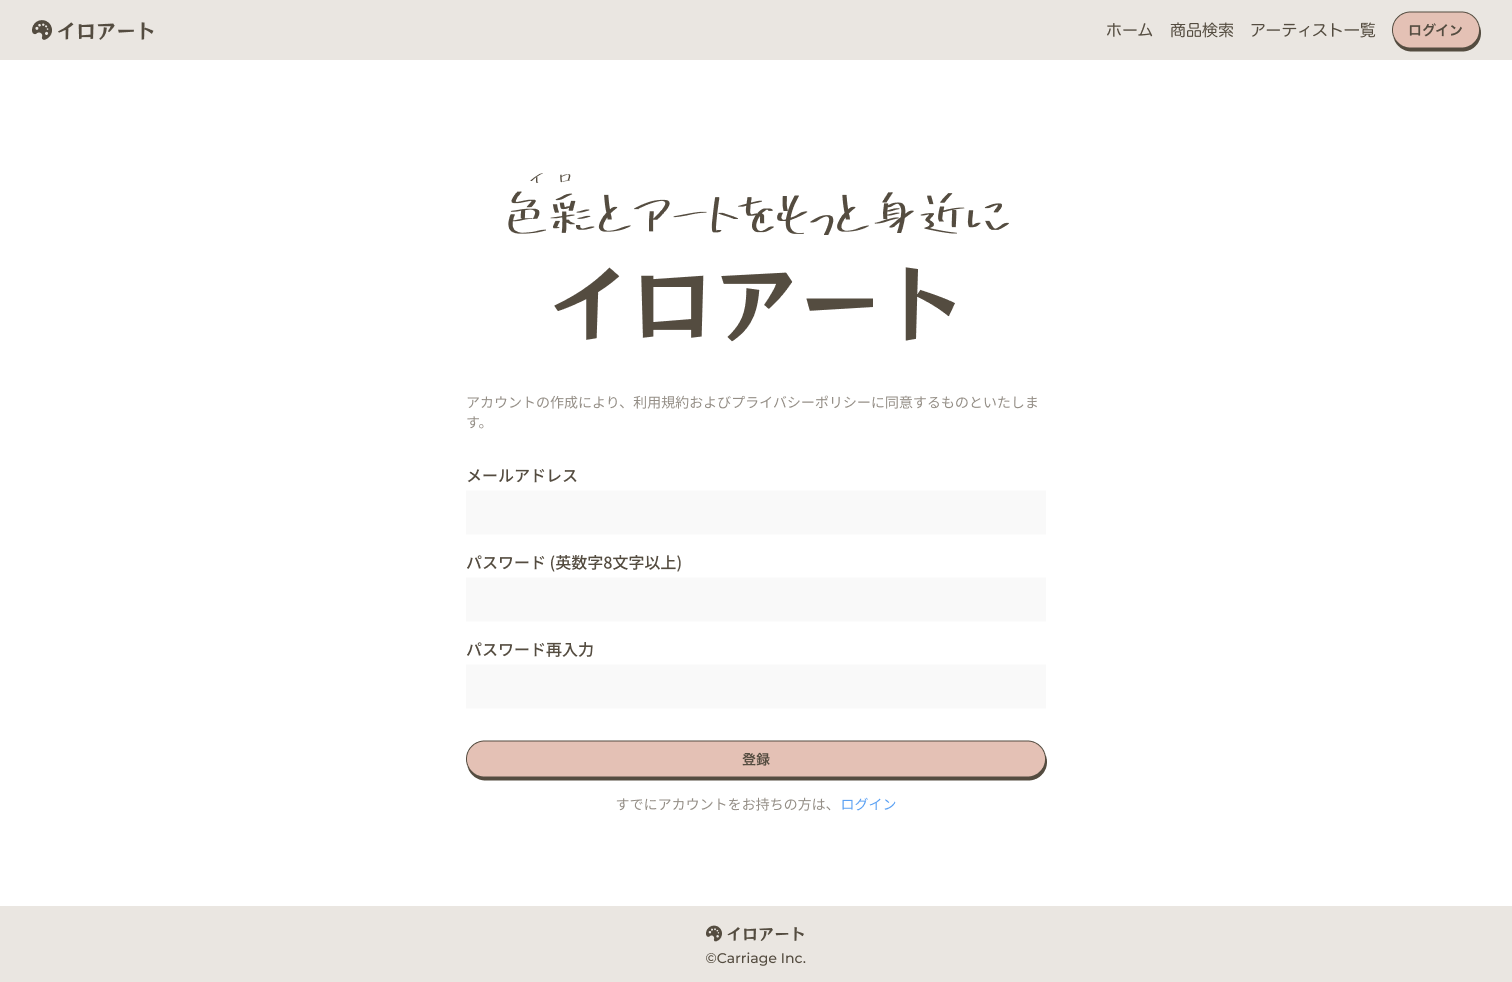 イロアート
ホーム 商品検索 アーティスト一覧 ログイン
イロ
色彩とアートをもっと身近に
イロアート
アカウントの作成により、利用規約およびプライバシーポリシーに同意するものといたしま
す。
メールアドレス
パスワード (英数字8文字以上)
パスワード再入力
登録
すでにアカウントをお持ちの方は、ログイン
イロアート
©Carriage Inc.